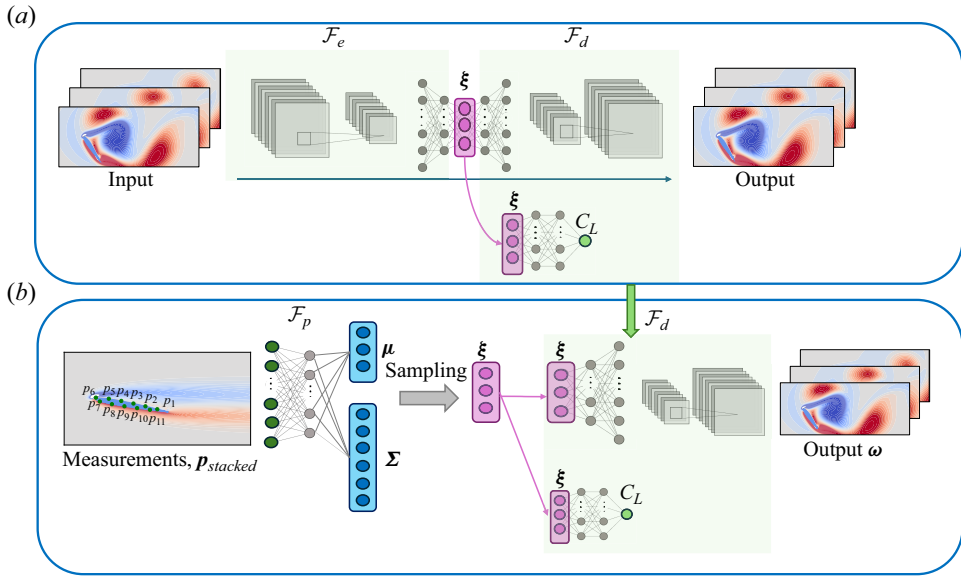 (a)
𝓕e
𝓕d
ξ
Input
Output
ξ
CL
(b)
𝓕p
𝓕d
μ
ξ
ξ
Sampling
p6 p5 p4 p3 p2 p1
p7 p8 p9 p10 p11
Measurements, pstacked
Σ
Output ω
ξ
CL